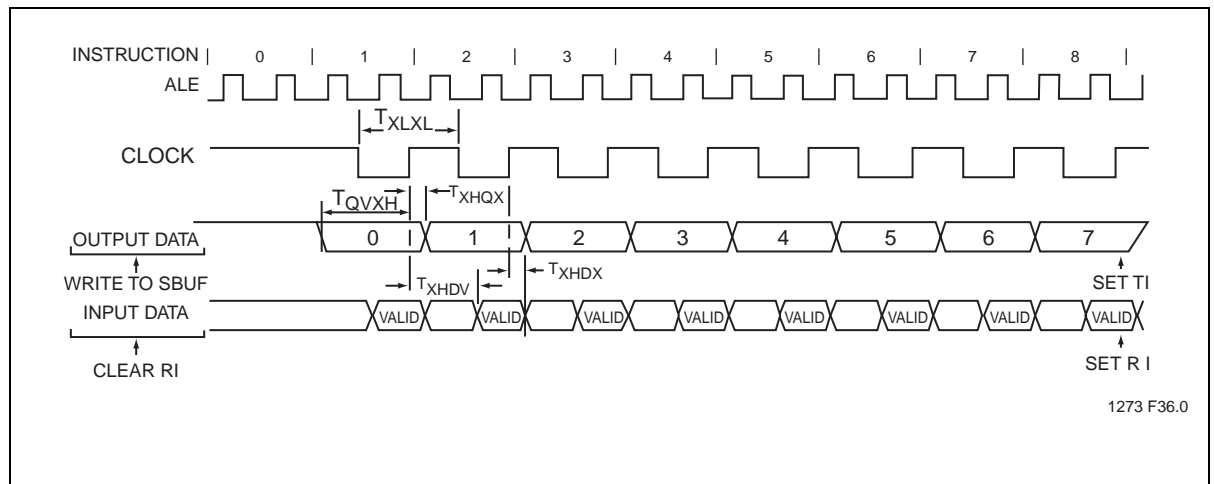 INSTRUCTION | 0 | 1 | 2 | 3 | 4 | 5 | 6 | 7 | 8 |
ALE
TXLXL
CLOCK
TQVXH
TXHQX
OUTPUT DATA 0 1 2 3 4 5 6 7
WRITE TO SBUF
TXHDV
TXHDX
SET TI
INPUT DATA VALID VALID VALID VALID VALID VALID VALID VALID
CLEAR RI
SET R I
1273 F36.0